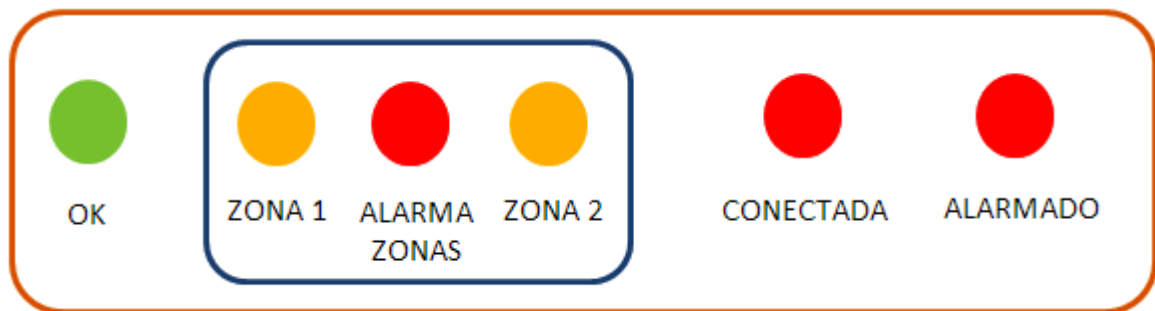 OK
ZONA 1
ALARMA
ZONAS
ZONA 2
CONECTADA
ALARMADO